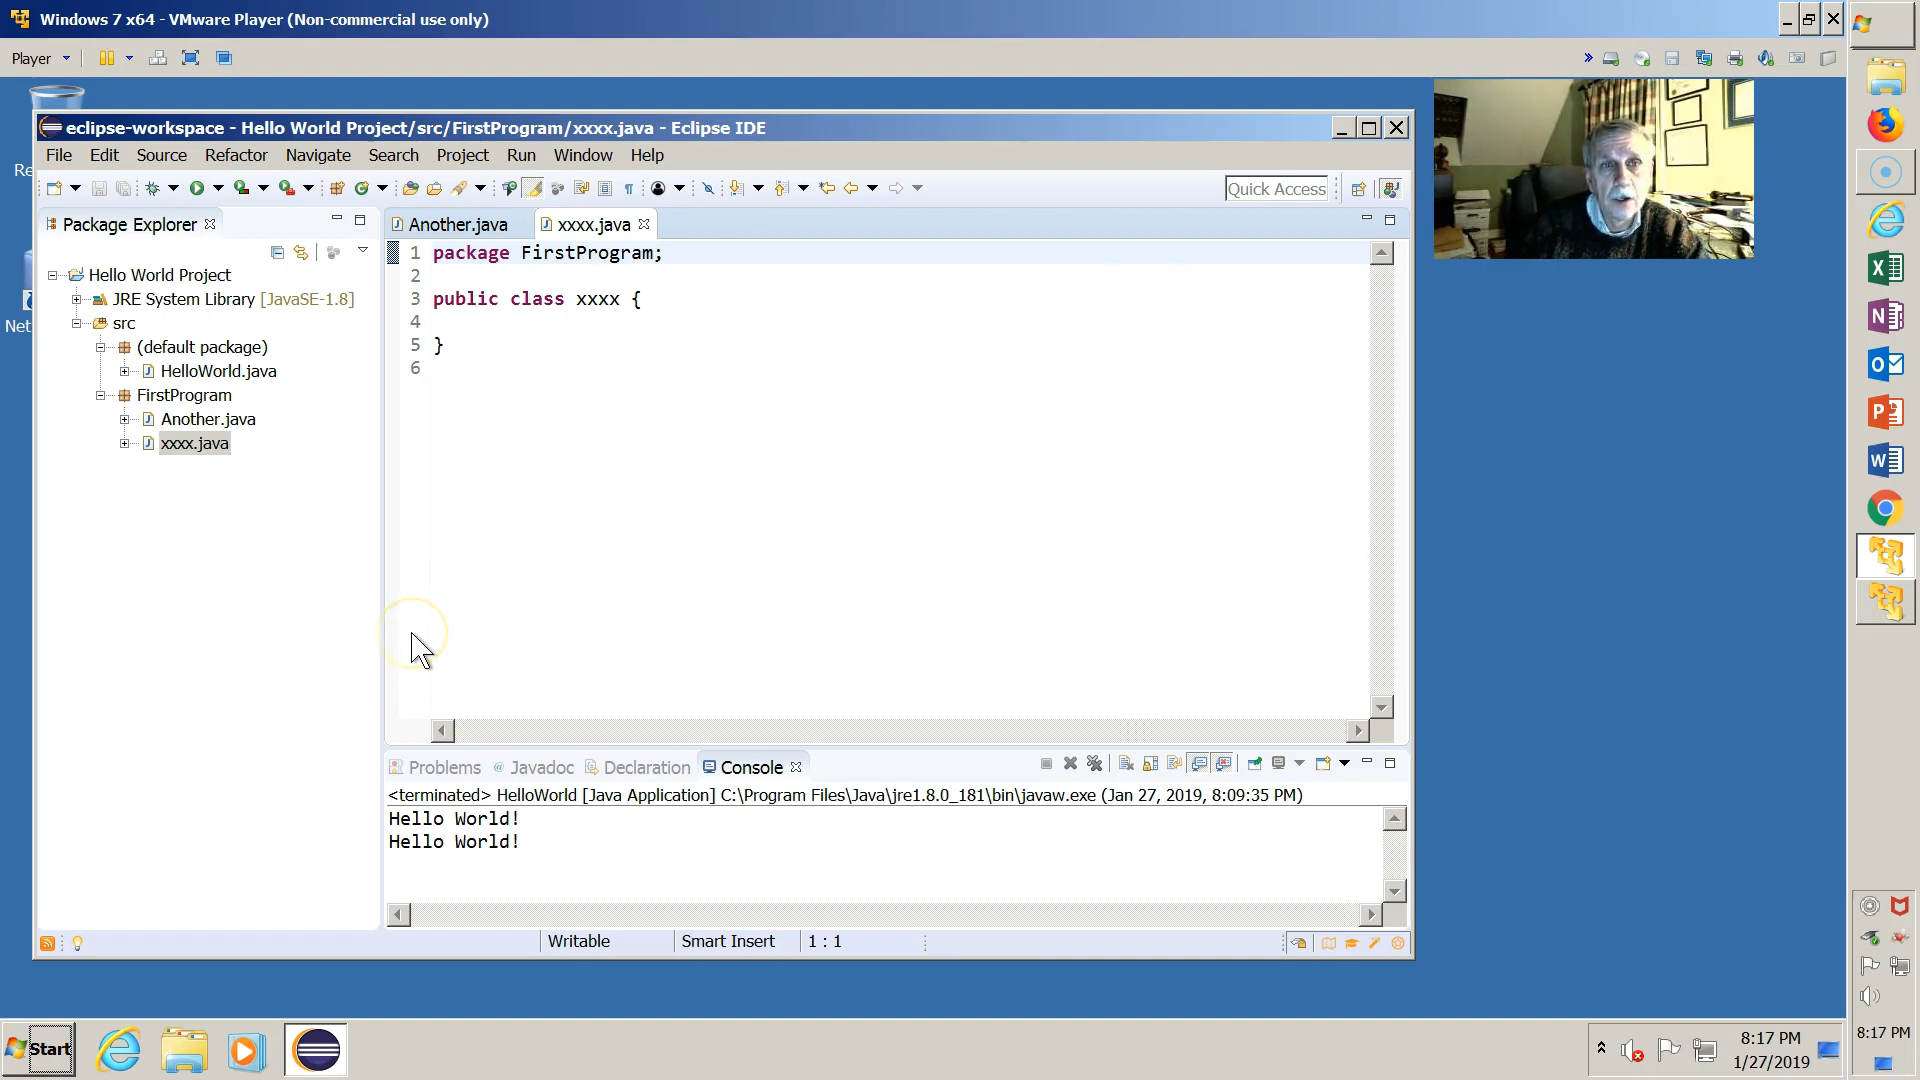 Windows 7 x64 - VMware Player (Non-commercial use only)
Player
eclipse-workspace - Hello World Project/src/FirstProgram/xxxx.java - Eclipse IDE
File Edit Source Refactor Navigate Search Project Run Window Help
Quick Access
Package Explorer
Another.java
xxxx.java
Hello World Project
JRE System Library [JavaSE-1.8]
src
(default package)
HelloWorld.java
FirstProgram
Another.java
xxxx.java
1 package FirstProgram;
2
3 public class xxxx {
4
5 }
6
Problems @ Javadoc Declaration Console
<terminated> HelloWorld [Java Application] C:\Program Files\Java\jre1.8.0_181\bin\javaw.exe (Jan 27, 2019, 8:09:35 PM)
Hello World!
Hello World!
Writable Smart Insert 1 : 1
Re
Net
Start
8:17 PM
1/27/2019
8:17 PM